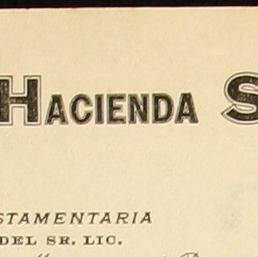 HACIENDA S
STAMENTARIA
DEL SR. LIC.